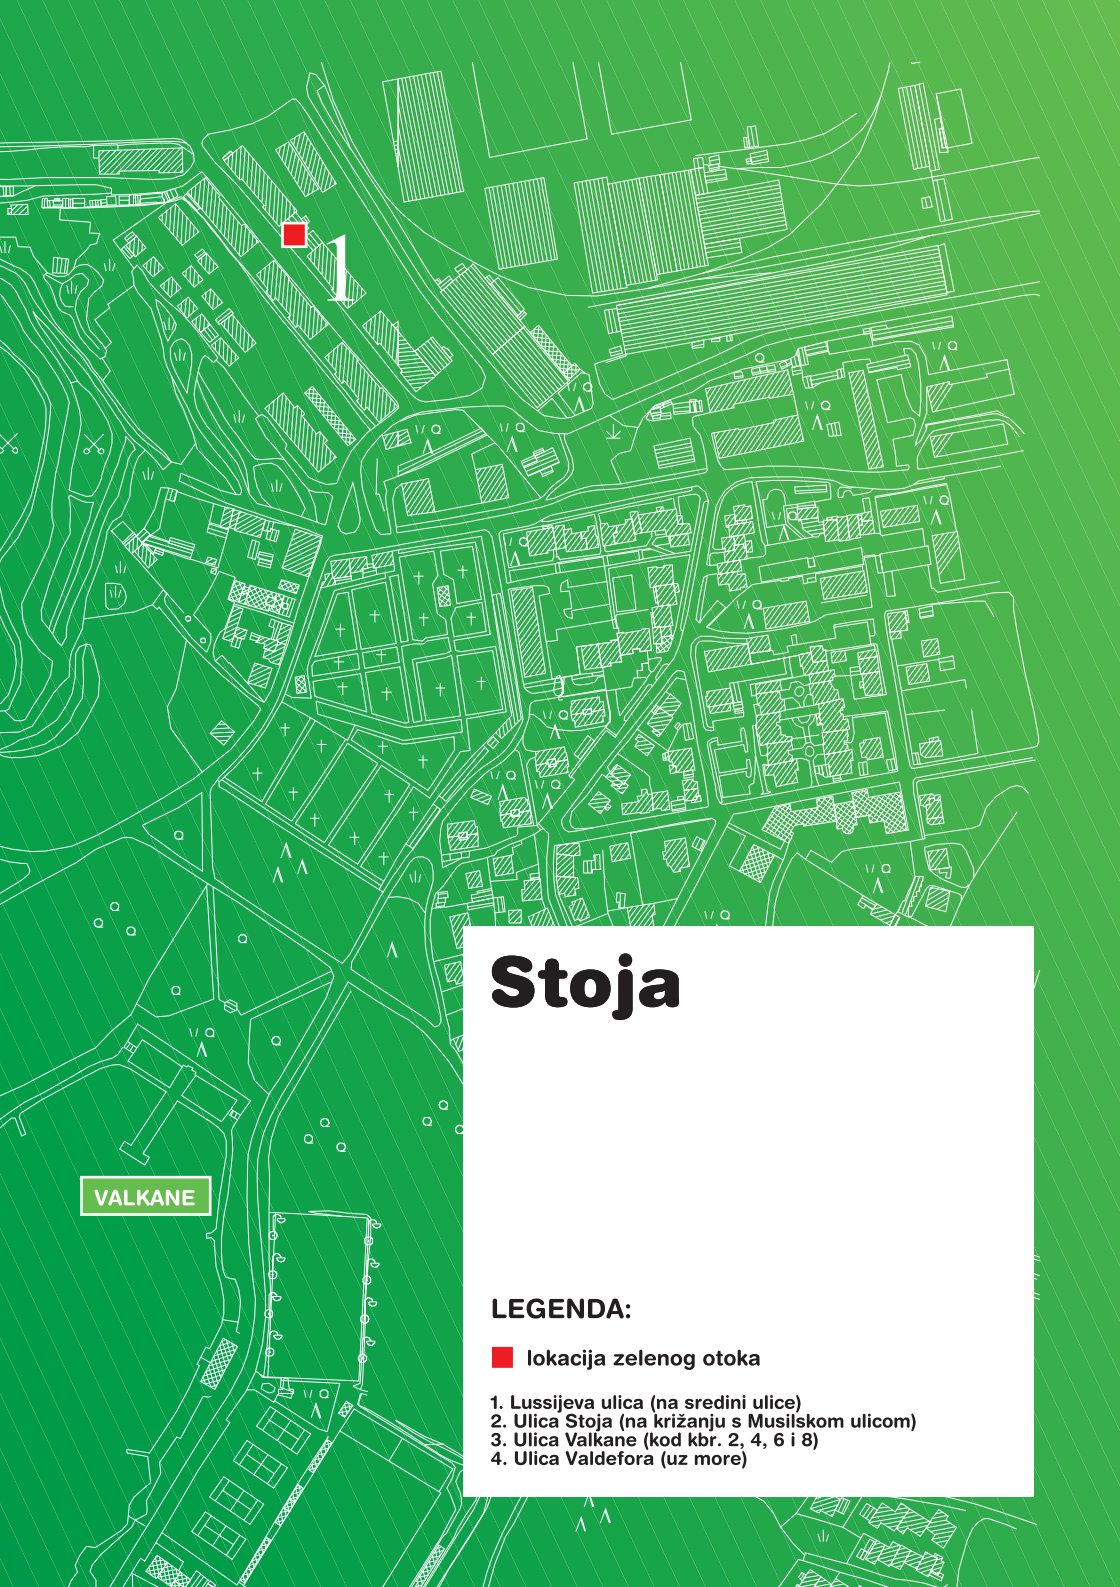 1
VALKANE
Stoja
LEGENDA:
lokacija zelenog otoka
1. Lussijeva ulica (na sredini ulice)
2. Ulica Stoja (na križanju s Musilskom ulicom)
3. Ulica Valkane (kod kbr. 2, 4, 6 i 8)
4. Ulica Valdefora (uz more)